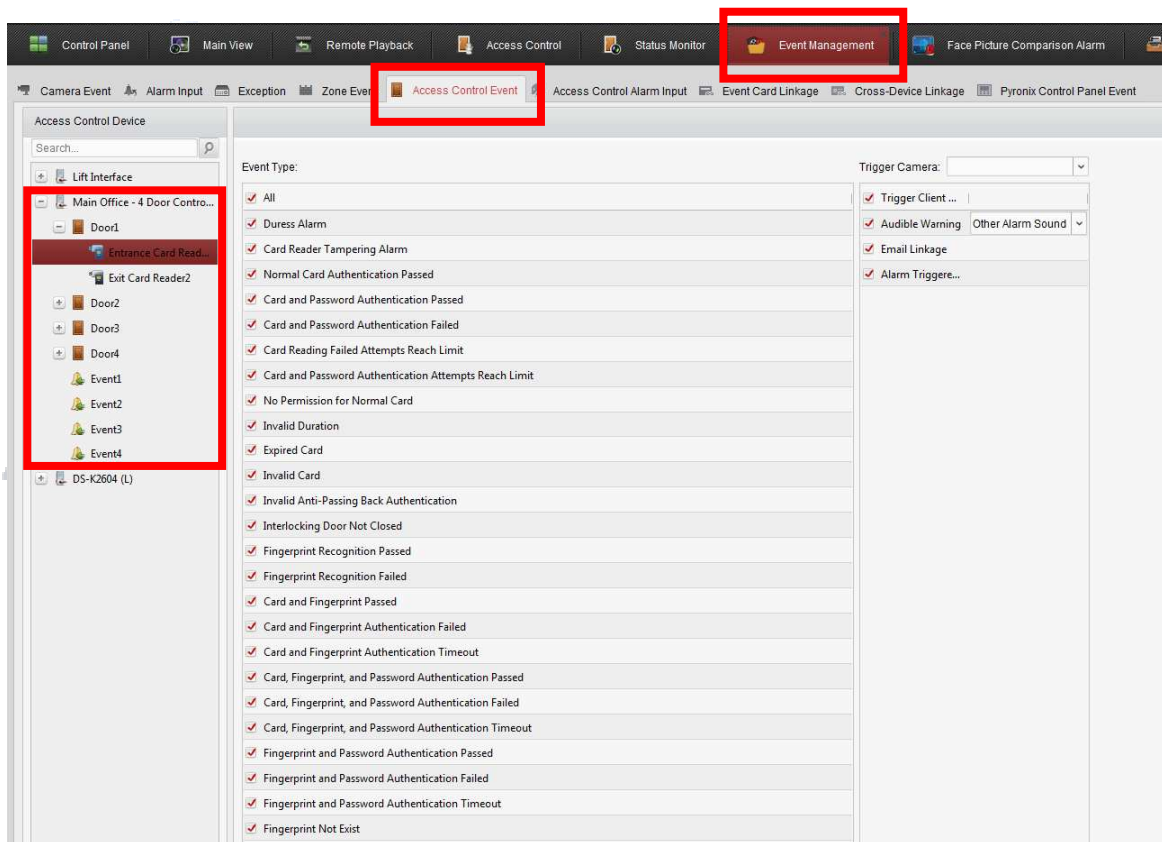 Control Panel Main View Remote Playback Access Control Status Monitor Event Management Face Picture Comparison Alarm
Camera Event Alarm Input Exception Zone Eve Access Control Event Access Control Alarm Input Event Card Linkage Cross-Device Linkage Pyronix Control Panel Event
Access Control Device
Search...
Lift Interface
Main Office - 4 Door Contro...
Door1
Entrance Card Read...
Exit Card Reader2
Door2
Door3
Door4
Event1
Event2
Event3
Event4
DS-K2604 (L)
Event Type:
All
Duress Alarm
Card Reader Tampering Alarm
Normal Card Authentication Passed
Card and Password Authentication Passed
Card and Password Authentication Failed
Card Reading Failed Attempts Reach Limit
Card and Password Authentication Attempts Reach Limit
No Permission for Normal Card
Invalid Duration
Expired Card
Invalid Card
Invalid Anti-Passing Back Authentication
Interlocking Door Not Closed
Fingerprint Recognition Passed
Fingerprint Recognition Failed
Card and Fingerprint Passed
Card and Fingerprint Authentication Failed
Card and Fingerprint Authentication Timeout
Card, Fingerprint, and Password Authentication Passed
Card, Fingerprint, and Password Authentication Failed
Card, Fingerprint, and Password Authentication Timeout
Fingerprint and Password Authentication Passed
Fingerprint and Password Authentication Failed
Fingerprint and Password Authentication Timeout
Fingerprint Not Exist
Trigger Camera:
Trigger Client ...
Audible Warning Other Alarm Sound
Email Linkage
Alarm Triggere...